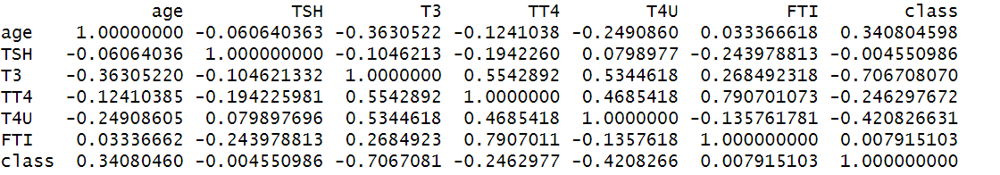 age TSH T3 TT4 T4U FTI class
age 1.00000000 -0.060640363 -0.3630522 -0.1241038 -0.2490860 0.033366618 0.340804598
TSH -0.06064036 1.000000000 -0.1046213 -0.1942260 0.0798977 -0.243978813 -0.004550986
T3 -0.36305220 -0.104621332 1.0000000 0.5542892 0.5344618 0.268492318 -0.706708070
TT4 -0.12410385 -0.194225981 0.5542892 1.0000000 0.4685418 0.790701073 -0.246297672
T4U -0.24908605 0.079897696 0.5344618 0.4685418 1.0000000 -0.135761781 -0.420826631
FTI 0.03336662 -0.243978813 0.2684923 0.7907011 -0.1357618 1.000000000 0.007915103
class 0.34080460 -0.004550986 -0.7067081 -0.2462977 -0.4208266 0.007915103 1.000000000